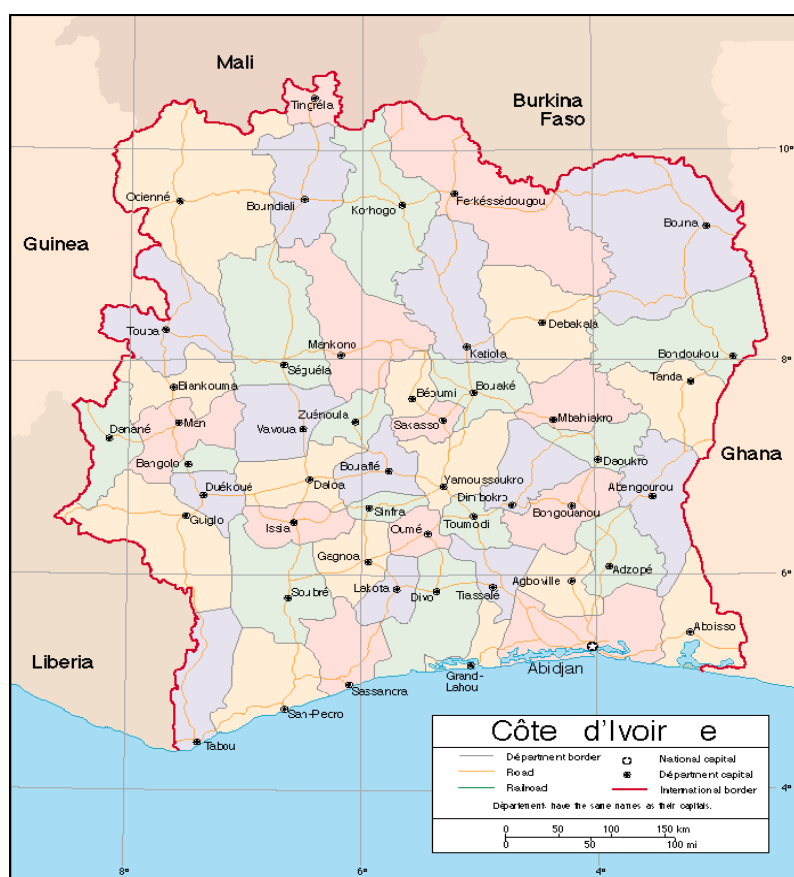 Mali
Burkina
Faso
Tingrela
10°
Odienné
Boundiali
Korhogo
Ferkéssédougou
Bouna
Guinea
Touba
Mankono
Katiola
Dabakala
Bondoukou
8°
Séguéla
Biankouma
Béoumi
Bouaké
Tanda
Danané
Man
Vavoua
Zuénoula
Sakasso
Mbahiakro
Ghana
Bangolo
Bouaflé
Daoukro
Duékoué
Daloa
Yamoussoukro
Abengourou
Guiglo
Issia
Sinfra
Dimbokro
Bongouanou
Oumé
Toumodi
Gagnoa
6°
Soubré
Lakota
Divo
Tiassalé
Agboville
Adzopé
Aboisso
Liberia
Grand-
Lahou
Abidjan
Sassandra
San-Pedro
Tabou
Côte d'Ivoir e
Départment border
Road
Railroad
National capital
Départment capital
International border
Départements have the same names as their capitals.
0 50 100 150 km
0 50 100 mi
4°
8° 6° 4°